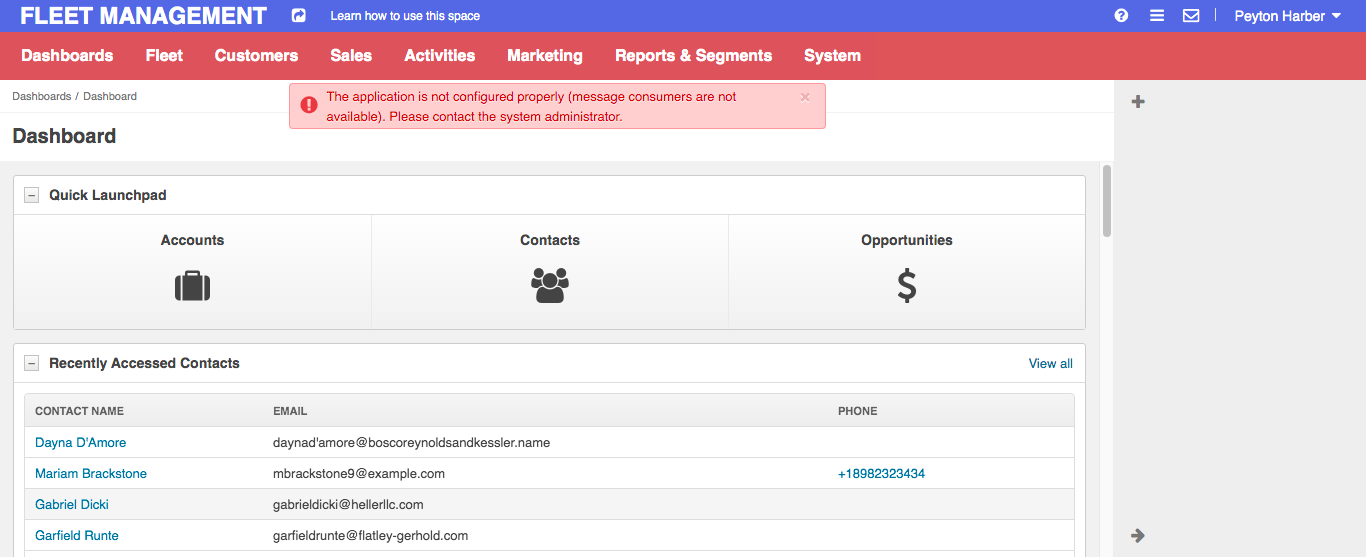 FLEET MANAGEMENT Learn how to use this space Peyton Harber
Dashboards Fleet Customers Sales Activities Marketing Reports & Segments System
Dashboards / Dashboard
The application is not configured properly (message consumers are not
available). Please contact the system administrator.
Dashboard
Quick Launchpad
Accounts Contacts Opportunities
Recently Accessed Contacts View all
CONTACT NAME EMAIL PHONE
Dayna D'Amore daynad'amore@boscoreynoldsandkessler.name
Mariam Brackstone mbrackstone9@example.com +18982323434
Gabriel Dicki gabrieldicki@hellerllc.com
Garfield Runte garfieldrunte@flatley-gerhold.com